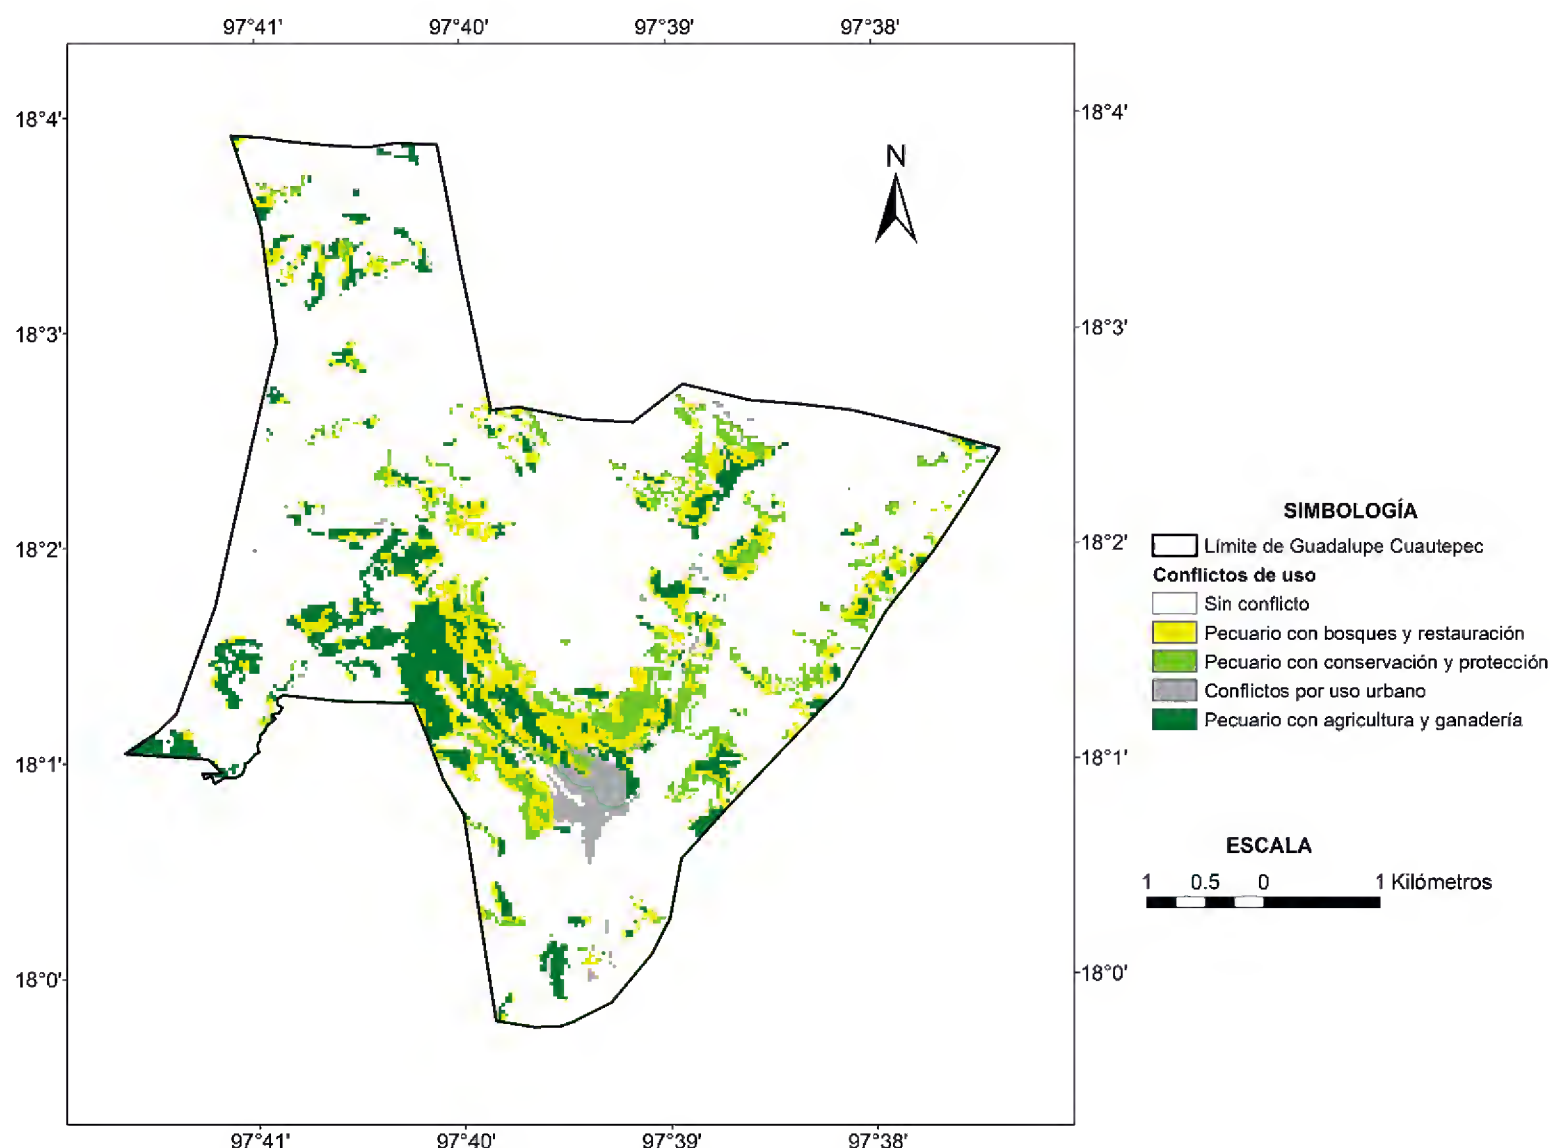 97°41' 97°40' 97°39' 97°38'
18°4' 18°4'
N
18°3' 18°3'
SIMBOLOGÍA
18°2' 18°2'
Límite de Guadalupe Cuautepec
Conflictos de uso
Sin conflicto
Pecuario con bosques y restauración
Pecuario con conservación y protección
Conflictos por uso urbano
Pecuario con agricultura y ganadería
18°1' 18°1'
ESCALA
1 0.5 0 1 Kilómetros
18°0' 18°0'
97°41' 97°40' 97°39' 97°38'